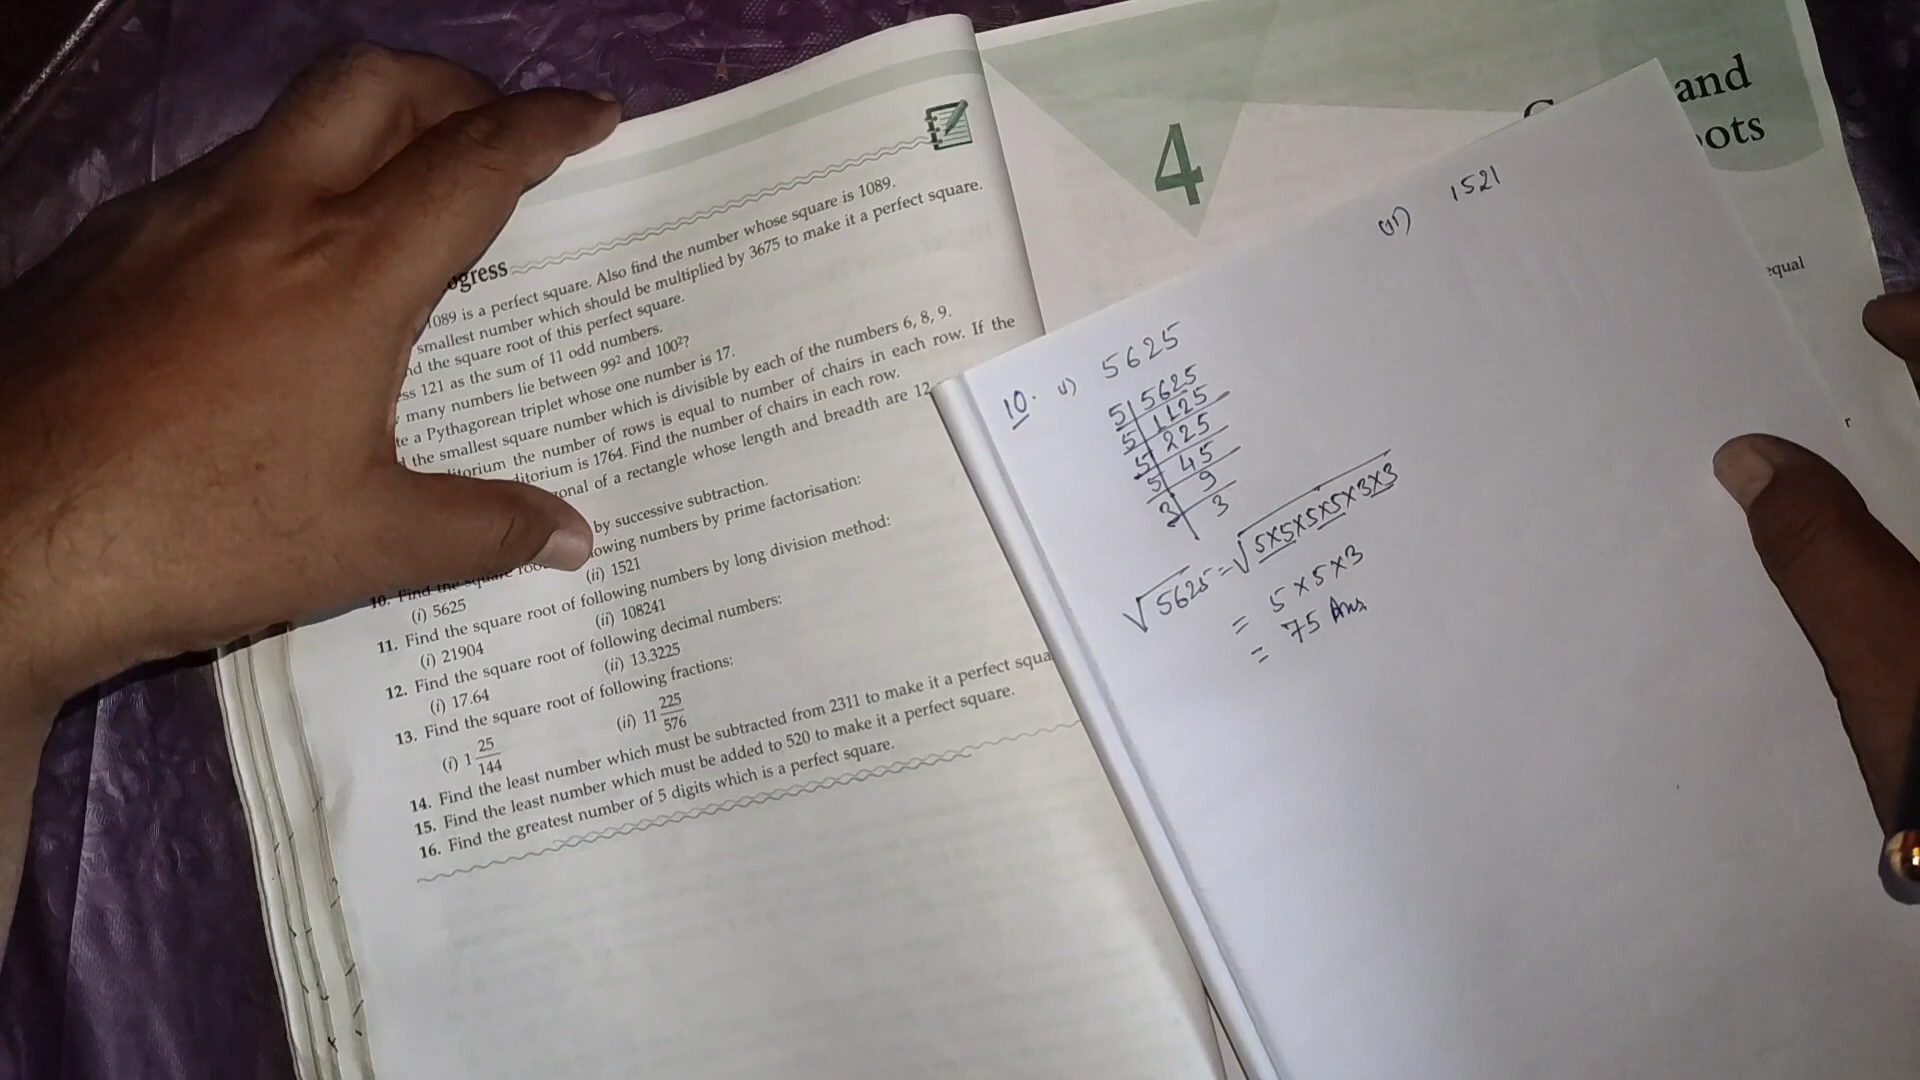 ogress
1089 is a perfect square. Also find the number whose square is 1089.
smallest number which should be multiplied by 3675 to make it a perfect square.
nd the square root of this perfect square.
ess 121 as the sum of 11 odd numbers.
many numbers lie between 99² and 100²?
te a Pythagorean triplet whose one number is 17.
the smallest square number which is divisible by each of the numbers 6, 8, 9.
litorium the number of rows is equal to number of chairs in each row. If the
ditorium is 1764. Find the number of chairs in each row.
onal of a rectangle whose length and breadth are 12
by successive subtraction.
10. Find the square roo
lowing numbers by prime factorisation:
(i) 5625 (ii) 1521
11. Find the square root of following numbers by long division method:
(i) 21904 (ii) 108241
12. Find the square root of following decimal numbers:
(i) 17.64 (ii) 13.3225
13. Find the square root of following fractions:
(i) 1 25/144 (ii) 11 225/576
14. Find the least number which must be subtracted from 2311 to make it a perfect squa
15. Find the least number which must be added to 520 to make it a perfect square.
16. Find the greatest number of 5 digits which is a perfect square.
4
and
oots
equal
r
10. (i) 5625
5 | 5625
5 | 1125
5 | 225
5 | 45
3 | 9
3
√5625 = √5×5×5×5×3×3
= 5×5×3
= 75 Ans
(ii) 1521